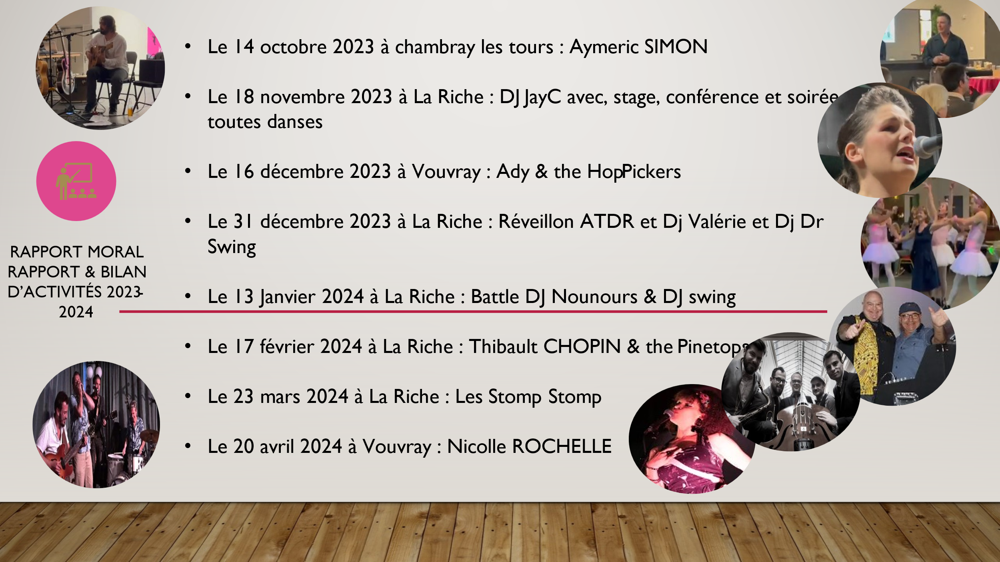 Le 14 octobre 2023 à chambray les tours : Aymeric SIMON
Le 18 novembre 2023 à La Riche : DJ JayC avec, stage, conférence et soirée
toutes danses
Le 16 décembre 2023 à Vouvray : Ady & the HopPickers
Le 31 décembre 2023 à La Riche : Réveillon ATDR et Dj Valérie et Dj Dr
Swing
Le 13 Janvier 2024 à La Riche : Battle DJ Nounours & DJ swing
Le 17 février 2024 à La Riche : Thibault CHOPIN & the Pinetops
Le 23 mars 2024 à La Riche : Les Stomp Stomp
Le 20 avril 2024 à Vouvray : Nicolle ROCHELLE
RAPPORT MORAL
RAPPORT & BILAN
D’ACTIVITÉS 2023-
2024